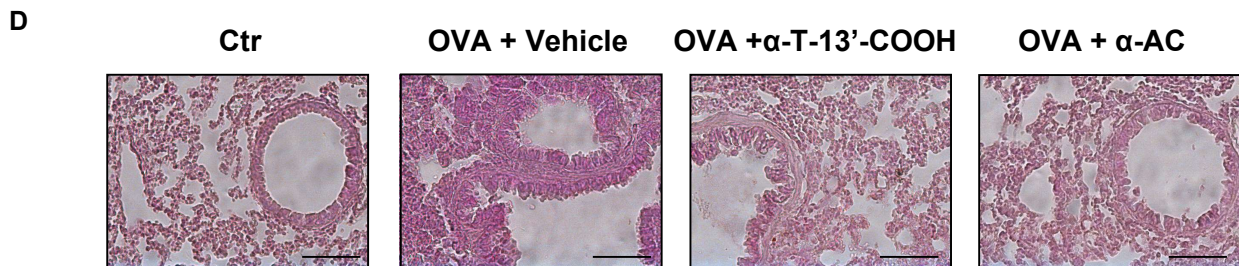 D
Ctr OVA + Vehicle OVA +α-T-13’-COOH OVA + α-AC